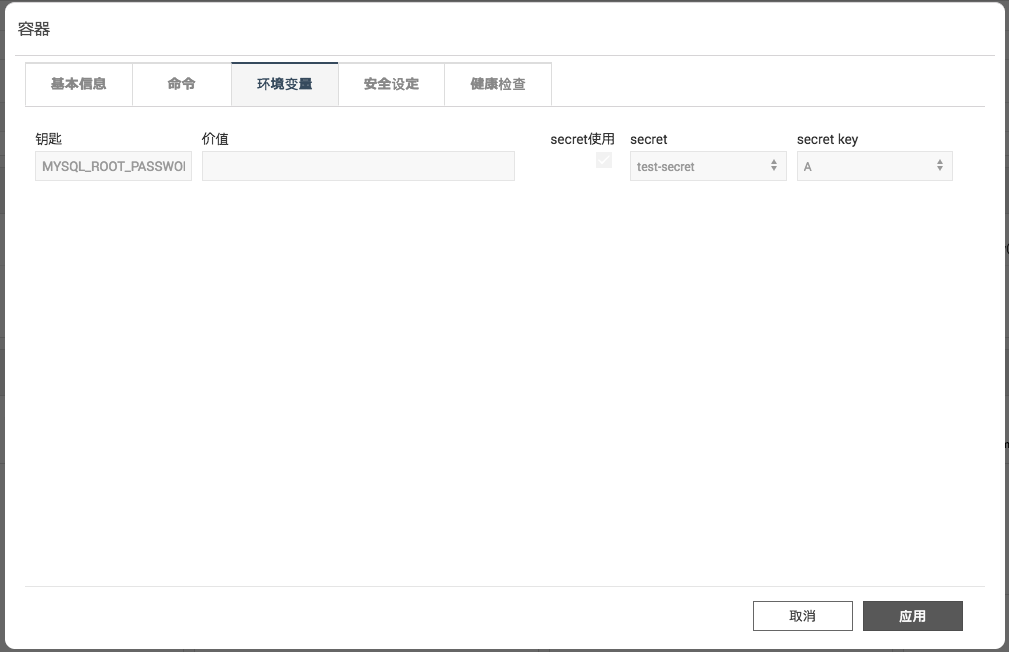 容器
基本信息 命令 环境变量 安全设定 健康检查
钥匙 价值 secret使用 secret secret key
MYSQL_ROOT_PASSWO test-secret A
取消 应用